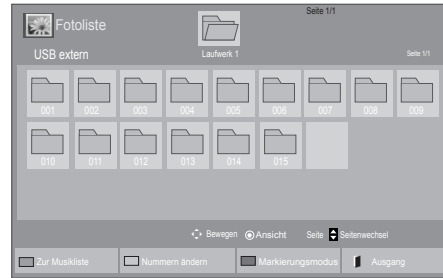 Seite 1/1
Fotoliste
USB extern
Laufwerk 1
Seite 1/1
001 002 003 004 005 006 007 008 009
010 011 012 013 014 015
Bewegen Ansicht Seite Seitenwechsel
Zur Musikliste Nummern ändern Markierungsmodus Ausgang